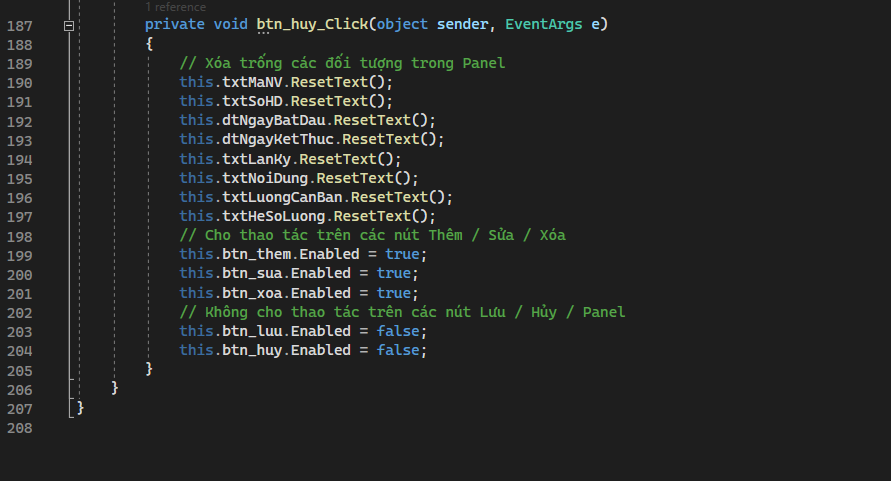 1 reference
187 private void btn_huy_Click(object sender, EventArgs e)
188 {
189 // Xóa trống các đối tượng trong Panel
190 this.txtMaNV.ResetText();
191 this.txtSoHD.ResetText();
192 this.dtNgayBatDau.ResetText();
193 this.dtNgayKetThuc.ResetText();
194 this.txtLanKy.ResetText();
195 this.txtNoiDung.ResetText();
196 this.txtLuongCanBan.ResetText();
197 this.txtHeSoLuong.ResetText();
198 // Cho thao tác trên các nút Thêm / Sửa / Xóa
199 this.btn_them.Enabled = true;
200 this.btn_sua.Enabled = true;
201 this.btn_xoa.Enabled = true;
202 // Không cho thao tác trên các nút Lưu / Hủy / Panel
203 this.btn_luu.Enabled = false;
204 this.btn_huy.Enabled = false;
205 }
206 }
207 }
208